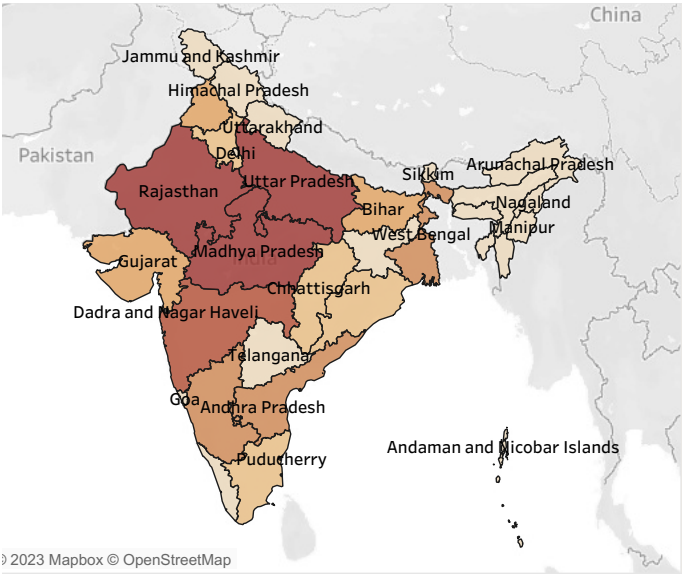 China
Jammu and Kashmir
Himachal Pradesh
Uttarakhand
Pakistan
Delhi
Arunachal Pradesh
Sikkim
Uttar Pradesh
Rajasthan
Nagaland
Bihar
Manipur
West Bengal
Madhya Pradesh
India
Gujarat
Chhattisgarh
Dadra and Nagar Haveli
Telangana
Goa
Andhra Pradesh
Andaman and Nicobar Islands
Puducherry
© 2023 Mapbox © OpenStreetMap